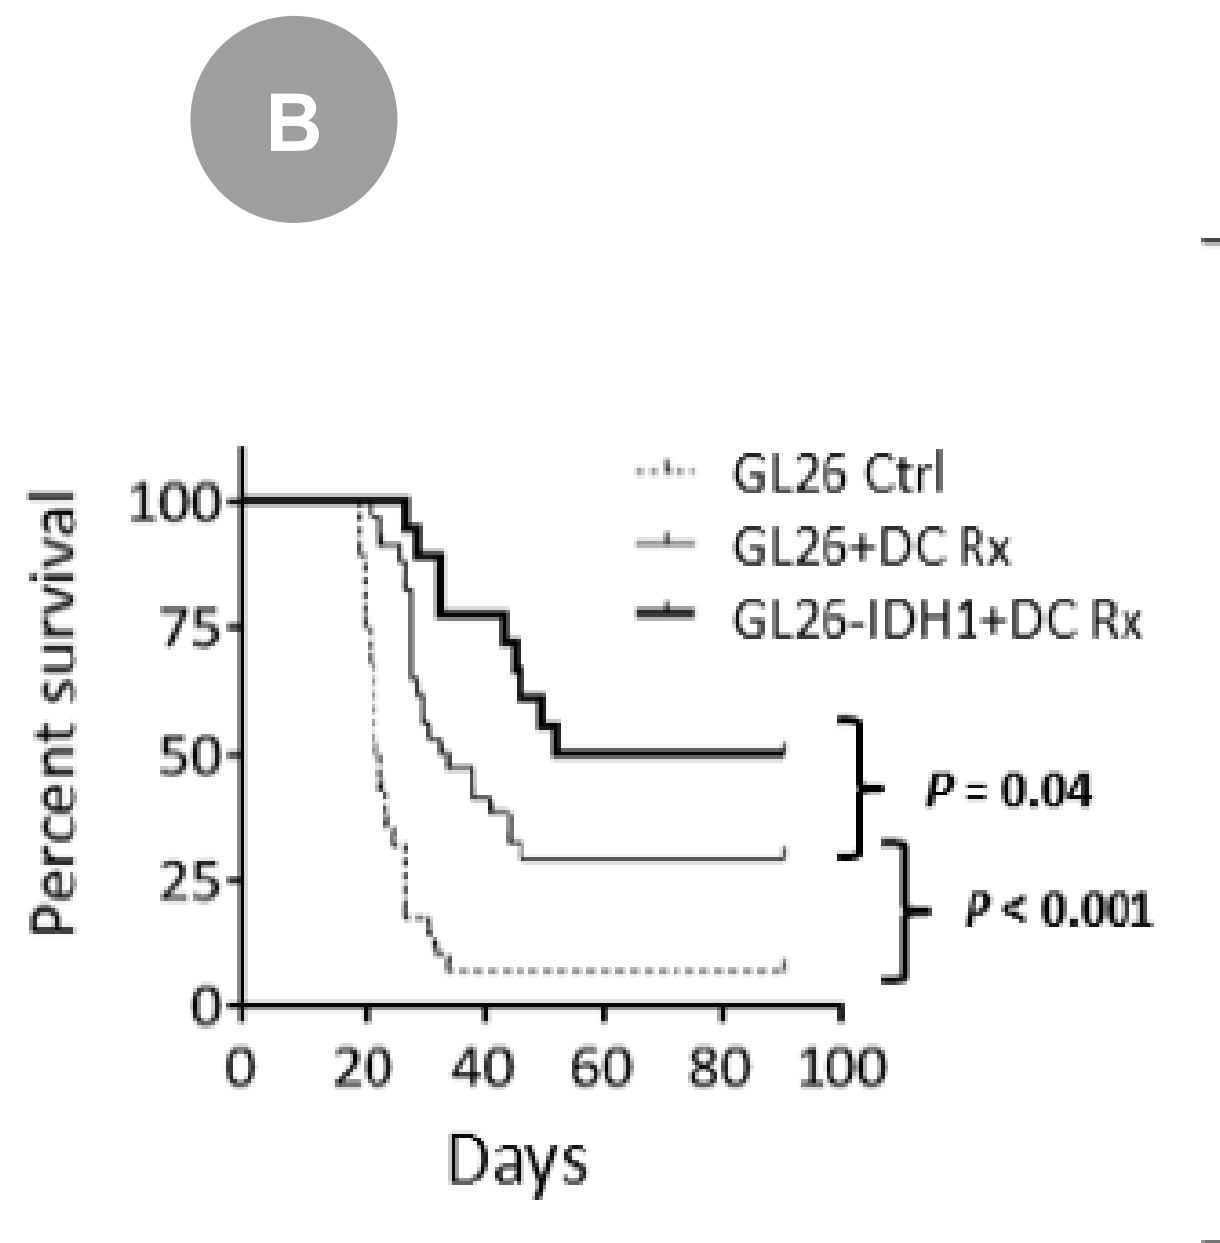 B
Percent survival
100
75
50
25
0
GL26 Ctrl
GL26+DC Rx
GL26-IDH1+DC Rx
P = 0.04
P < 0.001
0 20 40 60 80 100
Days